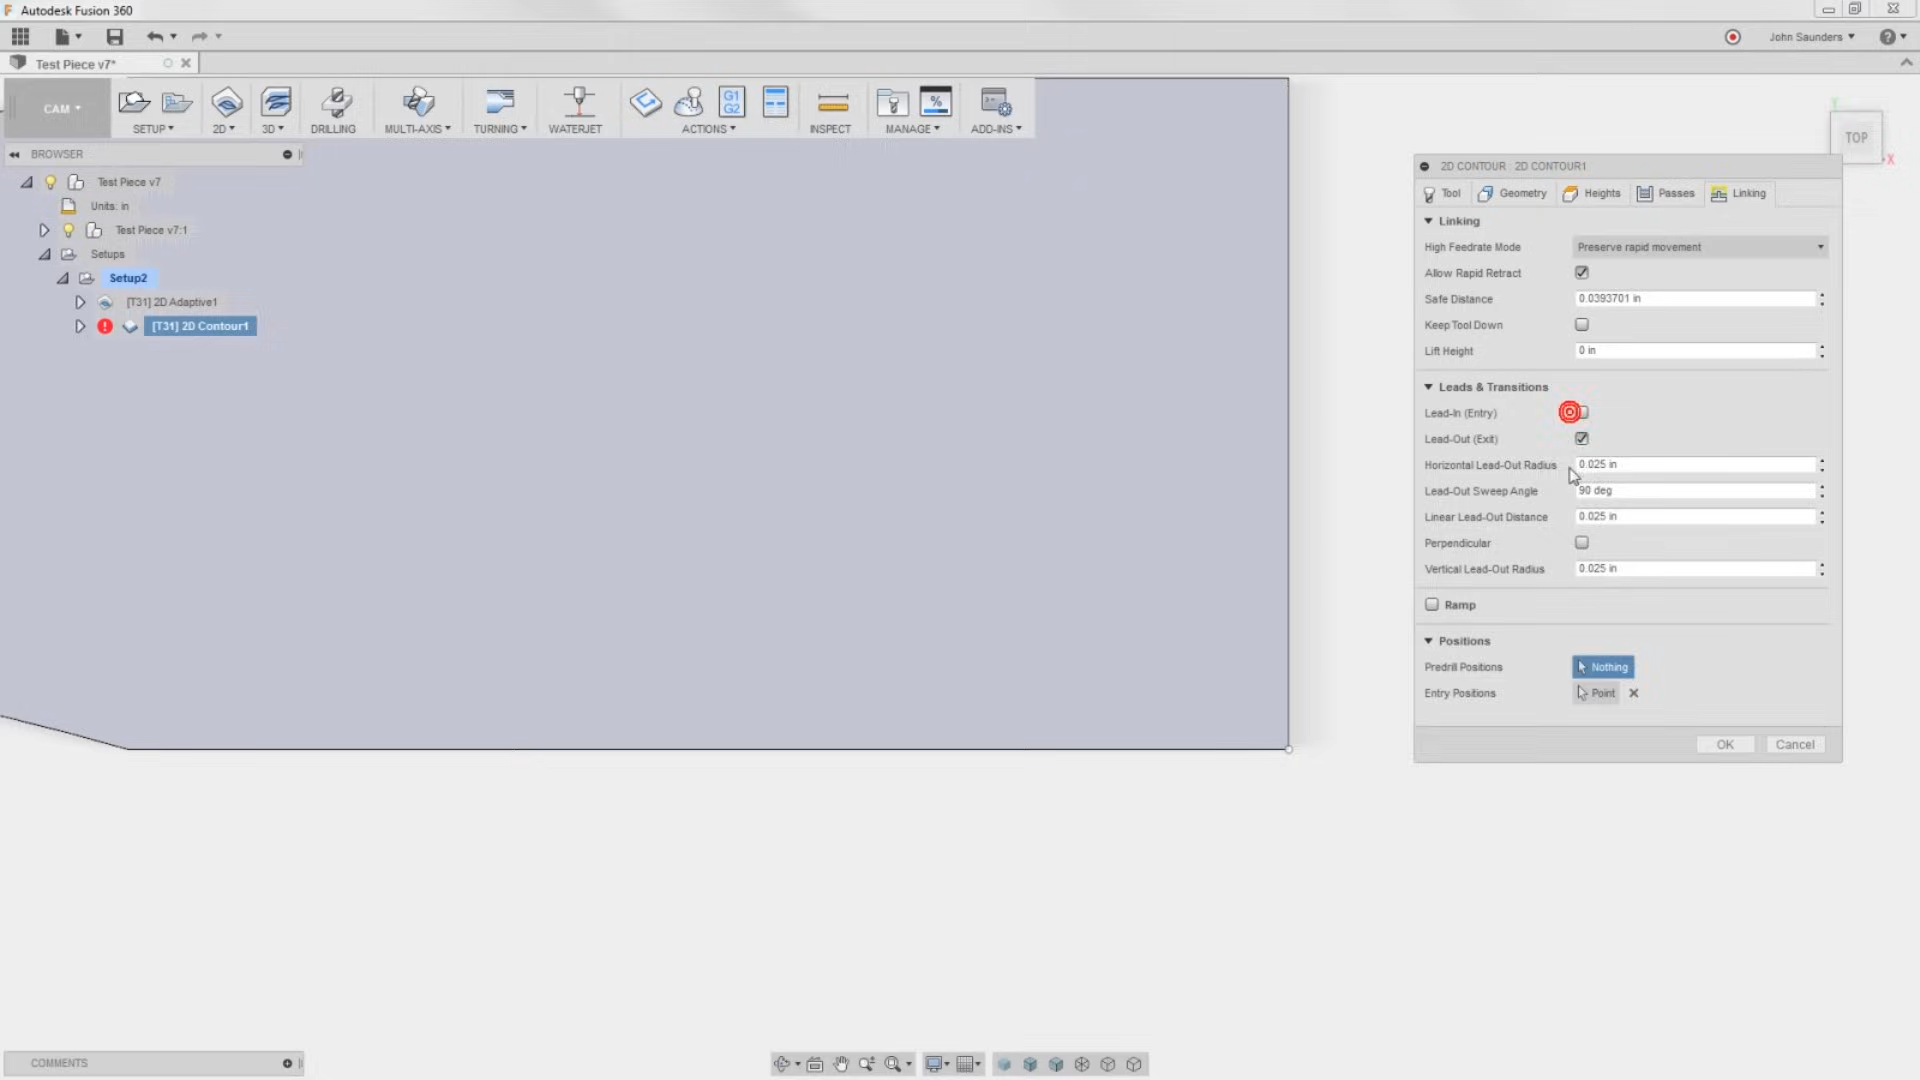 Autodesk Fusion 360
John Saunders
Test Piece v7*
CAM
SETUP
2D
3D
DRILLING
MULTI-AXIS
TURNING
WATERJET
G1
G2
ACTIONS
INSPECT
%
MANAGE
ADD-INS
BROWSER
Test Piece v7
Units: in
Test Piece v7:1
Setups
Setup2
[T31] 2D Adaptive1
[T31] 2D Contour1
TOP
X
2D CONTOUR : 2D CONTOUR1
Tool
Geometry
Heights
Passes
Linking
Linking
High Feedrate Mode
Preserve rapid movement
Allow Rapid Retract
Safe Distance
0.0393701 in
Keep Tool Down
Lift Height
0 in
Leads & Transitions
Lead-In (Entry)
Lead-Out (Exit)
Horizontal Lead-Out Radius
0.025 in
Lead-Out Sweep Angle
90 deg
Linear Lead-Out Distance
0.025 in
Perpendicular
Vertical Lead-Out Radius
0.025 in
Ramp
Positions
Predrill Positions
Nothing
Entry Positions
Point
OK
Cancel
COMMENTS